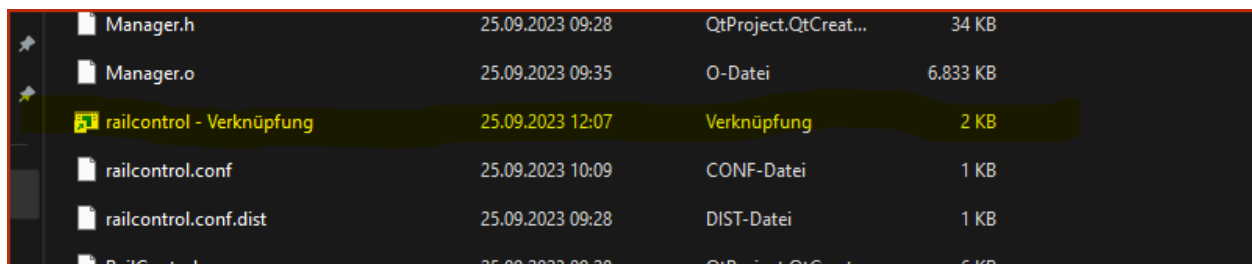 Manager.h 25.09.2023 09:28 QtProject.QtCreat... 34 KB
Manager.o 25.09.2023 09:35 O-Datei 6.833 KB
railcontrol - Verknüpfung 25.09.2023 12:07 Verknüpfung 2 KB
railcontrol.conf 25.09.2023 10:09 CONF-Datei 1 KB
railcontrol.conf.dist 25.09.2023 09:28 DIST-Datei 1 KB